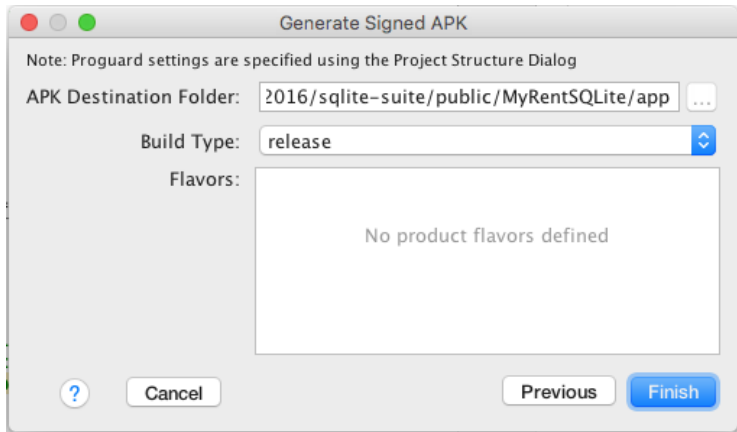 Generate Signed APK
Note: Proguard settings are specified using the Project Structure Dialog
APK Destination Folder: 2016/sqlite-suite/public/MyRentSQLite/app ...
Build Type: release
Flavors:
No product flavors defined
? Cancel Previous Finish